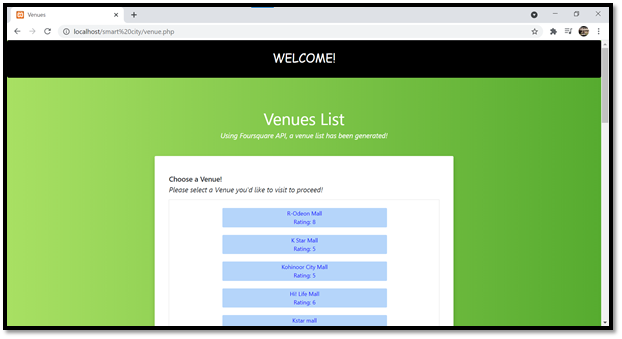 Venues
localhost/smart%20city/venue.php
WELCOME!
Venues List
Using Foursquare API, a venue list has been generated!
Choose a Venue!
Please select a Venue you'd like to visit to proceed!
R-Odeon Mall
Rating: 8
K Star Mall
Rating: 5
Kohinoor City Mall
Rating: 5
Hi! Life Mall
Rating: 6
Kstar mall